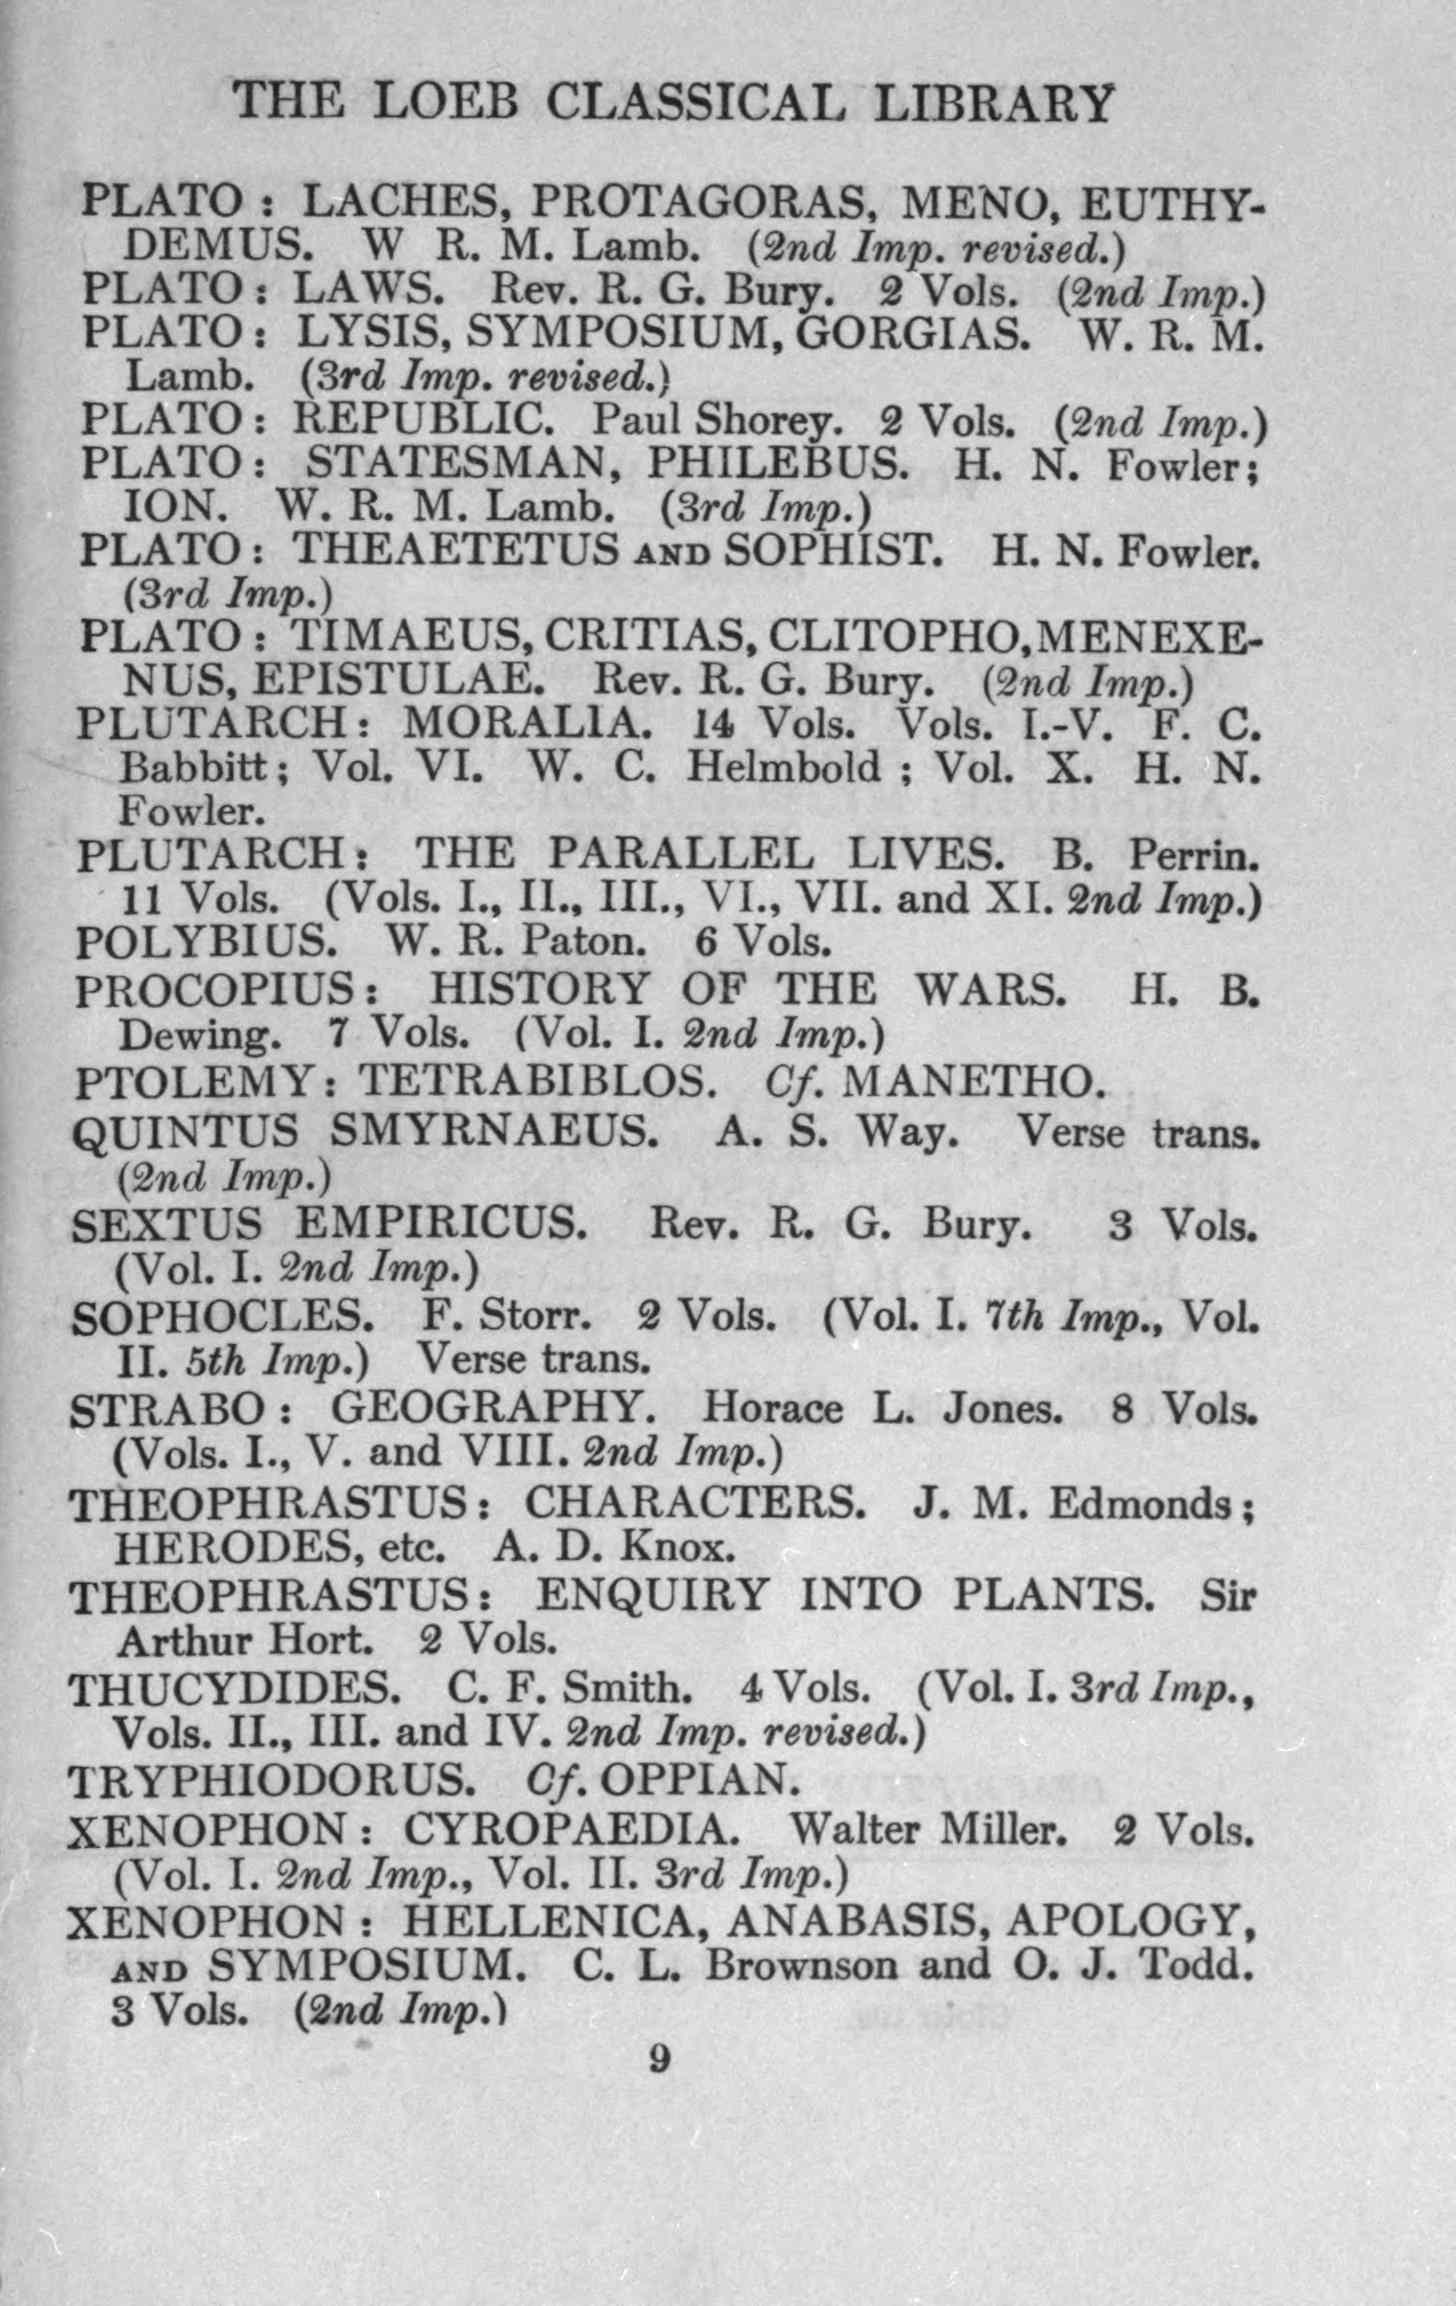 THE LOEB CLASSICAL LIBRARY
PLATO : LACHES, PROTAGORAS, MENO, EUTHY-
DEMUS. W R. M. Lamb. (2nd Imp. revised.)
PLATO : LAWS. Rev. R. G. Bury. 2 Vols. (2nd Imp.)
PLATO : LYSIS, SYMPOSIUM, GORGIAS. W. R. M.
Lamb. (3rd Imp. revised.)
PLATO : REPUBLIC. Paul Shorey. 2 Vols. (2nd Imp.)
PLATO : STATESMAN, PHILEBUS. H. N. Fowler;
ION. W. R. M. Lamb. (3rd Imp.)
PLATO : THEAETETUS AND SOPHIST. H. N. Fowler.
(3rd Imp.)
PLATO : TIMAEUS, CRITIAS, CLITOPHO, MENEXE-
NUS, EPISTULAE. Rev. R. G. Bury. (2nd Imp.)
PLUTARCH : MORALIA. 14 Vols. Vols. I.-V. F. C.
Babbitt ; Vol. VI. W. C. Helmbold ; Vol. X. H. N.
Fowler.
PLUTARCH : THE PARALLEL LIVES. B. Perrin.
11 Vols. (Vols. I., II., III., VI., VII. and XI. 2nd Imp.)
POLYBIUS. W. R. Paton. 6 Vols.
PROCOPIUS : HISTORY OF THE WARS. H. B.
Dewing. 7 Vols. (Vol. I. 2nd Imp.)
PTOLEMY : TETRABIBLOS. Cf. MANETHO.
QUINTUS SMYRNAEUS. A. S. Way. Verse trans.
(2nd Imp.)
SEXTUS EMPIRICUS. Rev. R. G. Bury. 3 Vols.
(Vol. I. 2nd Imp.)
SOPHOCLES. F. Storr. 2 Vols. (Vol. I. 7th Imp., Vol.
II. 5th Imp.) Verse trans.
STRABO : GEOGRAPHY. Horace L. Jones. 8 Vols.
(Vols. I., V. and VIII. 2nd Imp.)
THEOPHRASTUS : CHARACTERS. J. M. Edmonds ;
HERODES, etc. A. D. Knox.
THEOPHRASTUS : ENQUIRY INTO PLANTS. Sir
Arthur Hort. 2 Vols.
THUCYDIDES. C. F. Smith. 4 Vols. (Vol. I. 3rd Imp.,
Vols. II., III. and IV. 2nd Imp. revised.)
TRYPHIODORUS. Cf. OPPIAN.
XENOPHON : CYROPAEDIA. Walter Miller. 2 Vols.
(Vol. I. 2nd Imp., Vol. II. 3rd Imp.)
XENOPHON : HELLENICA, ANABASIS, APOLOGY,
AND SYMPOSIUM. C. L. Brownson and O. J. Todd.
3 Vols. (2nd Imp.)
9